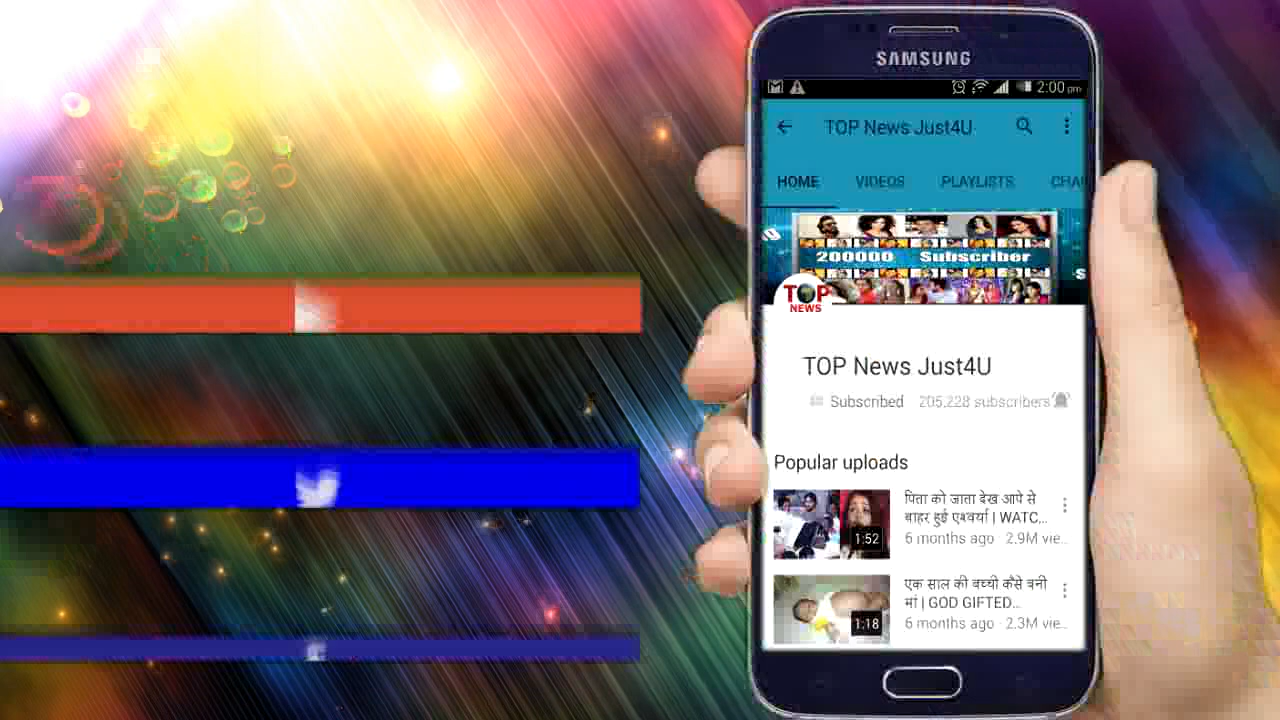 SAMSUNG
2:00 pm
TOP News Just4U
HOME VIDEOS PLAYLISTS CHA
200000 Subscriber
TOP
NEWS
TOP News Just4U
Subscribed 205,228 subscribers
Popular uploads
पिता को जाता देख आपे से
बाहर हुई एश्वर्या | WATC...
6 months ago · 2.9M vie...
1:52
एक साल की बच्ची कैसे बनी
मां | GOD GIFTED...
6 months ago · 2.3M vie...
1:18